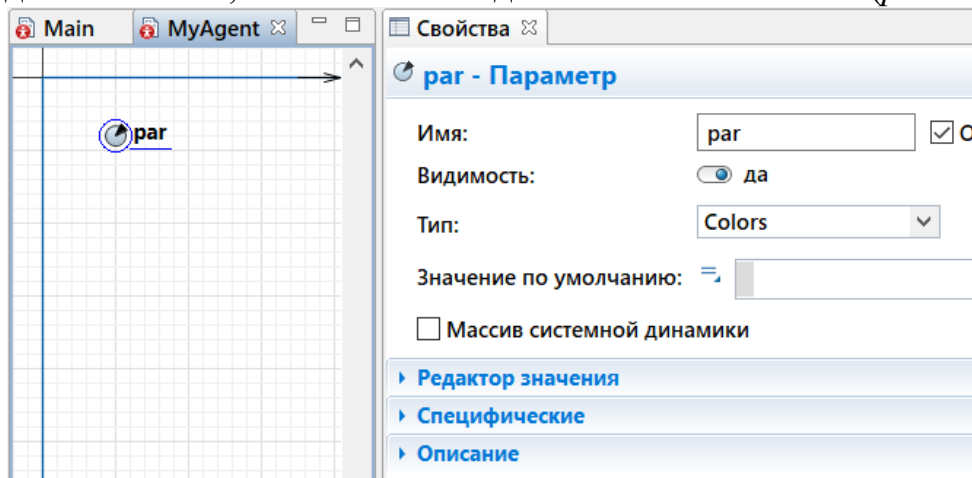 Main
MyAgent
par
Свойства
par - Параметр
Имя:
par
Видимость:
да
Тип:
Colors
Значение по умолчанию:
Массив системной динамики
Редактор значения
Специфические
Описание